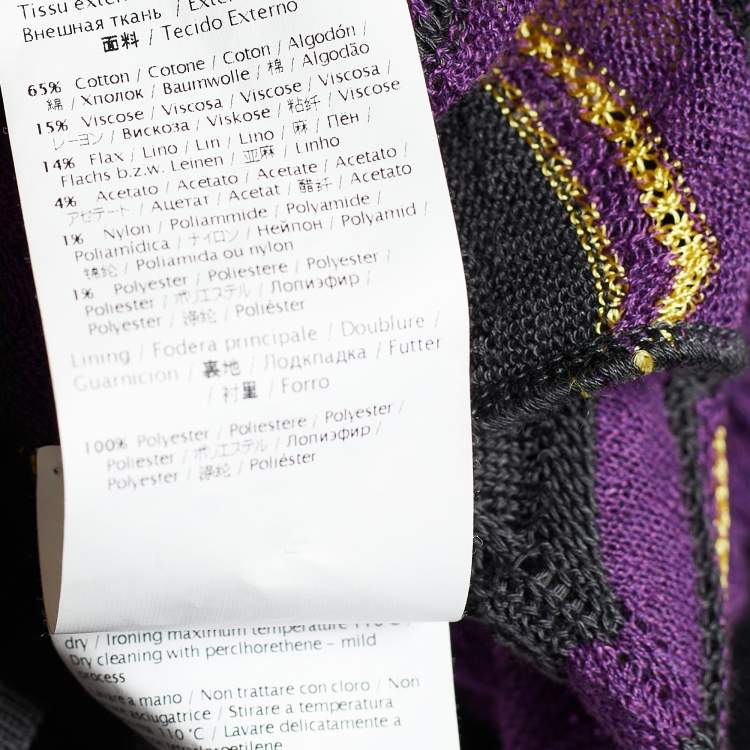 Tissu exter
Внешная ткань / Exte
面料 / Tecido Externo
65% Cotton / Cotone / Coton / Algodón /
綿 / Хполок / Baumwolle / 棉 / Algodão
15% Viscose / Viscosa / Viscose / Viscosa /
レーヨン / Вискоза / Viskose / 粘纤 / Viscose
14% Flax / Lino / Lin / Lino / 麻 / Пен /
Flachs b.z.w. Leinen / 亚麻 / Linho
4% Acetato / Acetato / Acetate / Acetato /
アセテート / Ацетат / Acetat / 醋纤 / Acetato
1% Nylon / Poliammide / Polyamide /
Poliamídica / ナイロン / Нейпон / Polyamid /
锦纶 / Poliamida ou nylon
1% Polyester / Poliestere / Polyester /
Poliester / ポリエステル / Лопиэфир /
Polyester / 涤纶 / Poliéster
Lining / Fodera principale / Doublure /
Guarnicion / 裏地 / Лодкладка / Futter
/ 衬里 / Forro
100% Polyester / Poliestere / Polyester /
Poliester / ポリエステル / Лопиэфир /
Polyester / 涤纶 / Poliéster
dry / Ironing maximum temperature 110 C
Dry cleaning with perclhorethene – mild
process
a mano / Non trattare con cloro / Non
Stirare a temperatura
110 °C / Lavare delicatamente a